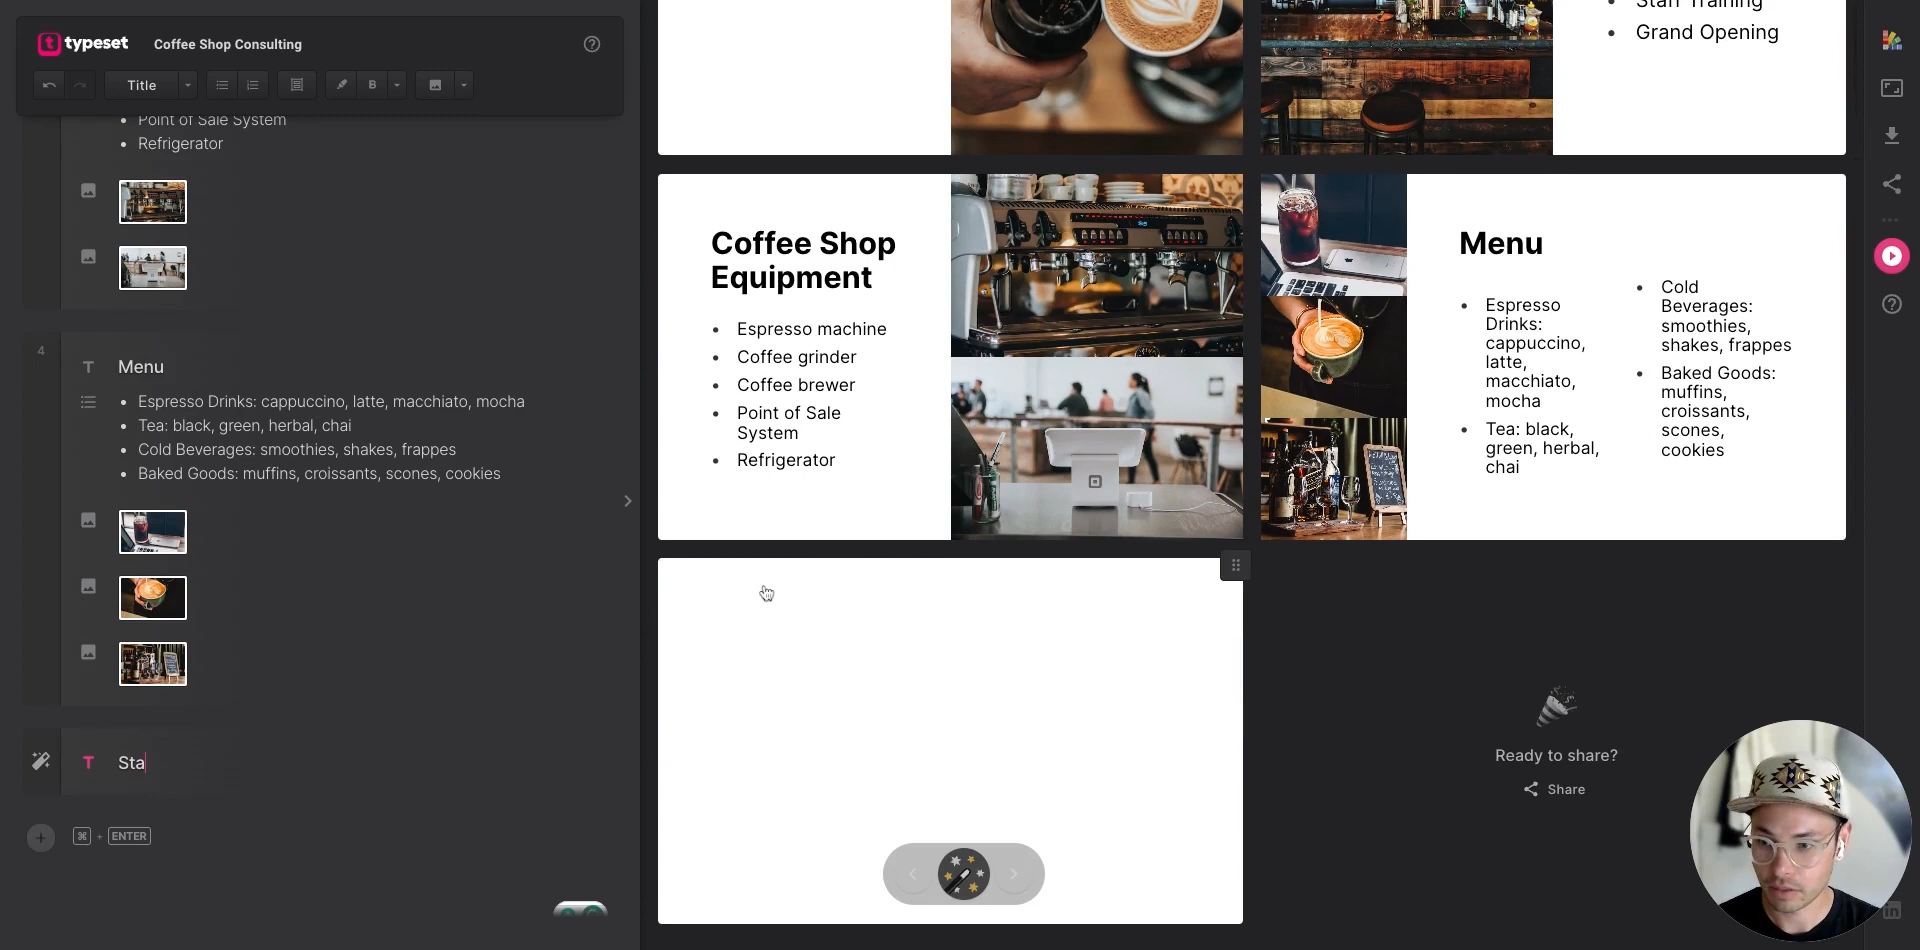 typeset
Coffee Shop Consulting
Title
B
• Point of Sale System
• Refrigerator
4
T
Menu
• Espresso Drinks: cappuccino, latte, macchiato, mocha
• Tea: black, green, herbal, chai
• Cold Beverages: smoothies, shakes, frappes
• Baked Goods: muffins, croissants, scones, cookies
T
Sta
⌘ + ENTER
• Staff Training
• Grand Opening
Coffee Shop
Equipment
• Espresso machine
• Coffee grinder
• Coffee brewer
• Point of Sale
System
• Refrigerator
Menu
• Espresso
Drinks:
cappuccino,
latte,
macchiato,
mocha
• Tea: black,
green, herbal,
chai
• Cold
Beverages:
smoothies,
shakes, frappes
• Baked Goods:
muffins,
croissants,
scones,
cookies
Ready to share?
Share
in